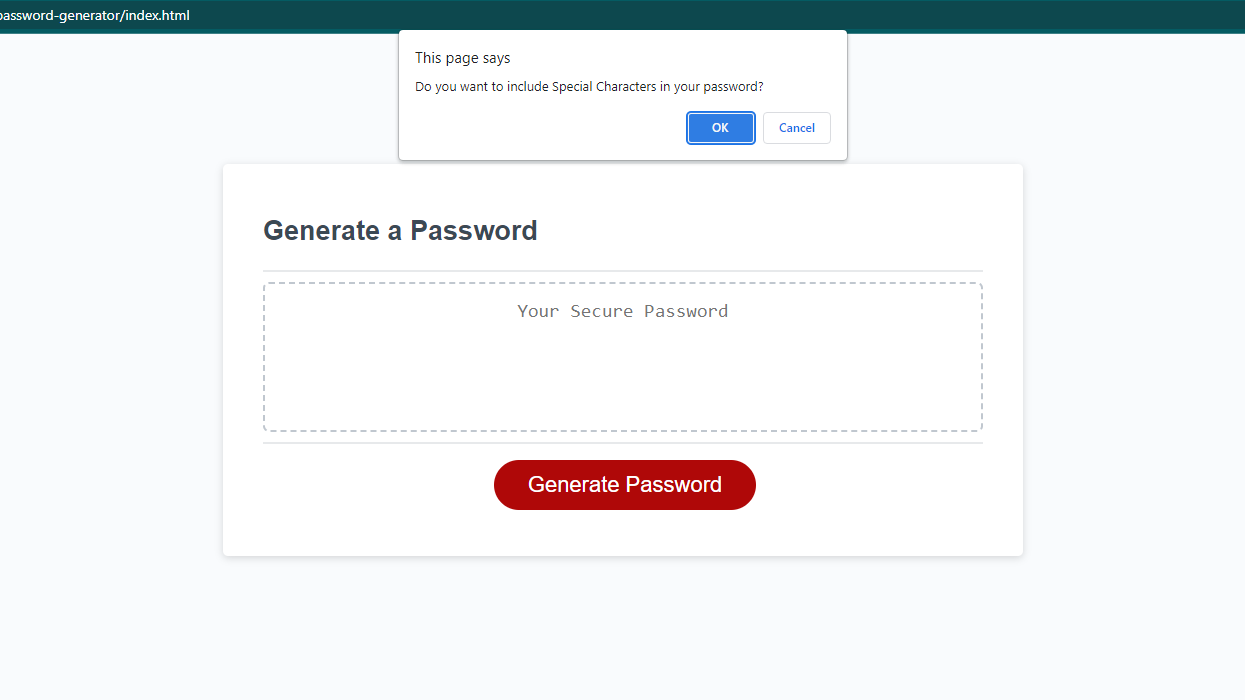 password-generator/index.html
This page says
Do you want to include Special Characters in your password?
OK
Cancel
Generate a Password
Your Secure Password
Generate Password